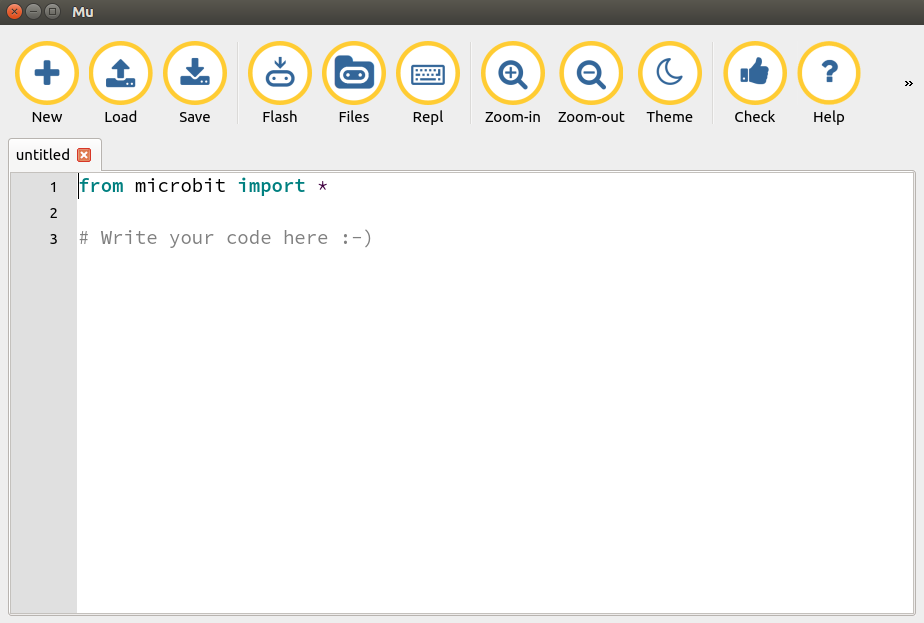 Mu
New Load Save Flash Files Repl Zoom-in Zoom-out Theme Check Help »
untitled
1 from microbit import *
2
3 # Write your code here :-)